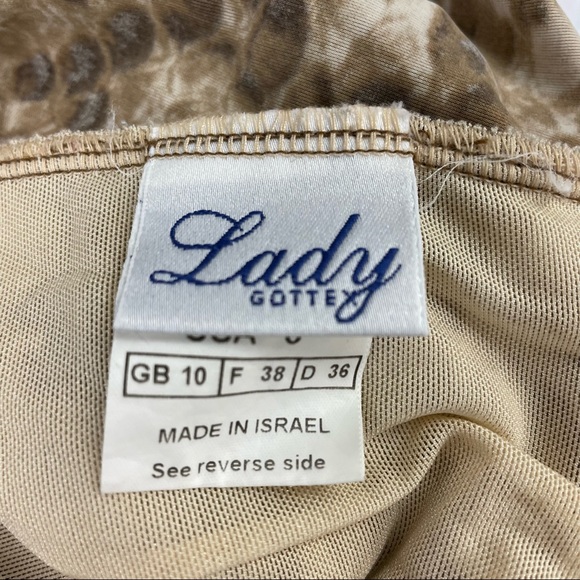 Lady
GOTTEX
GB 10 F 38 D 36
MADE IN ISRAEL
See reverse side